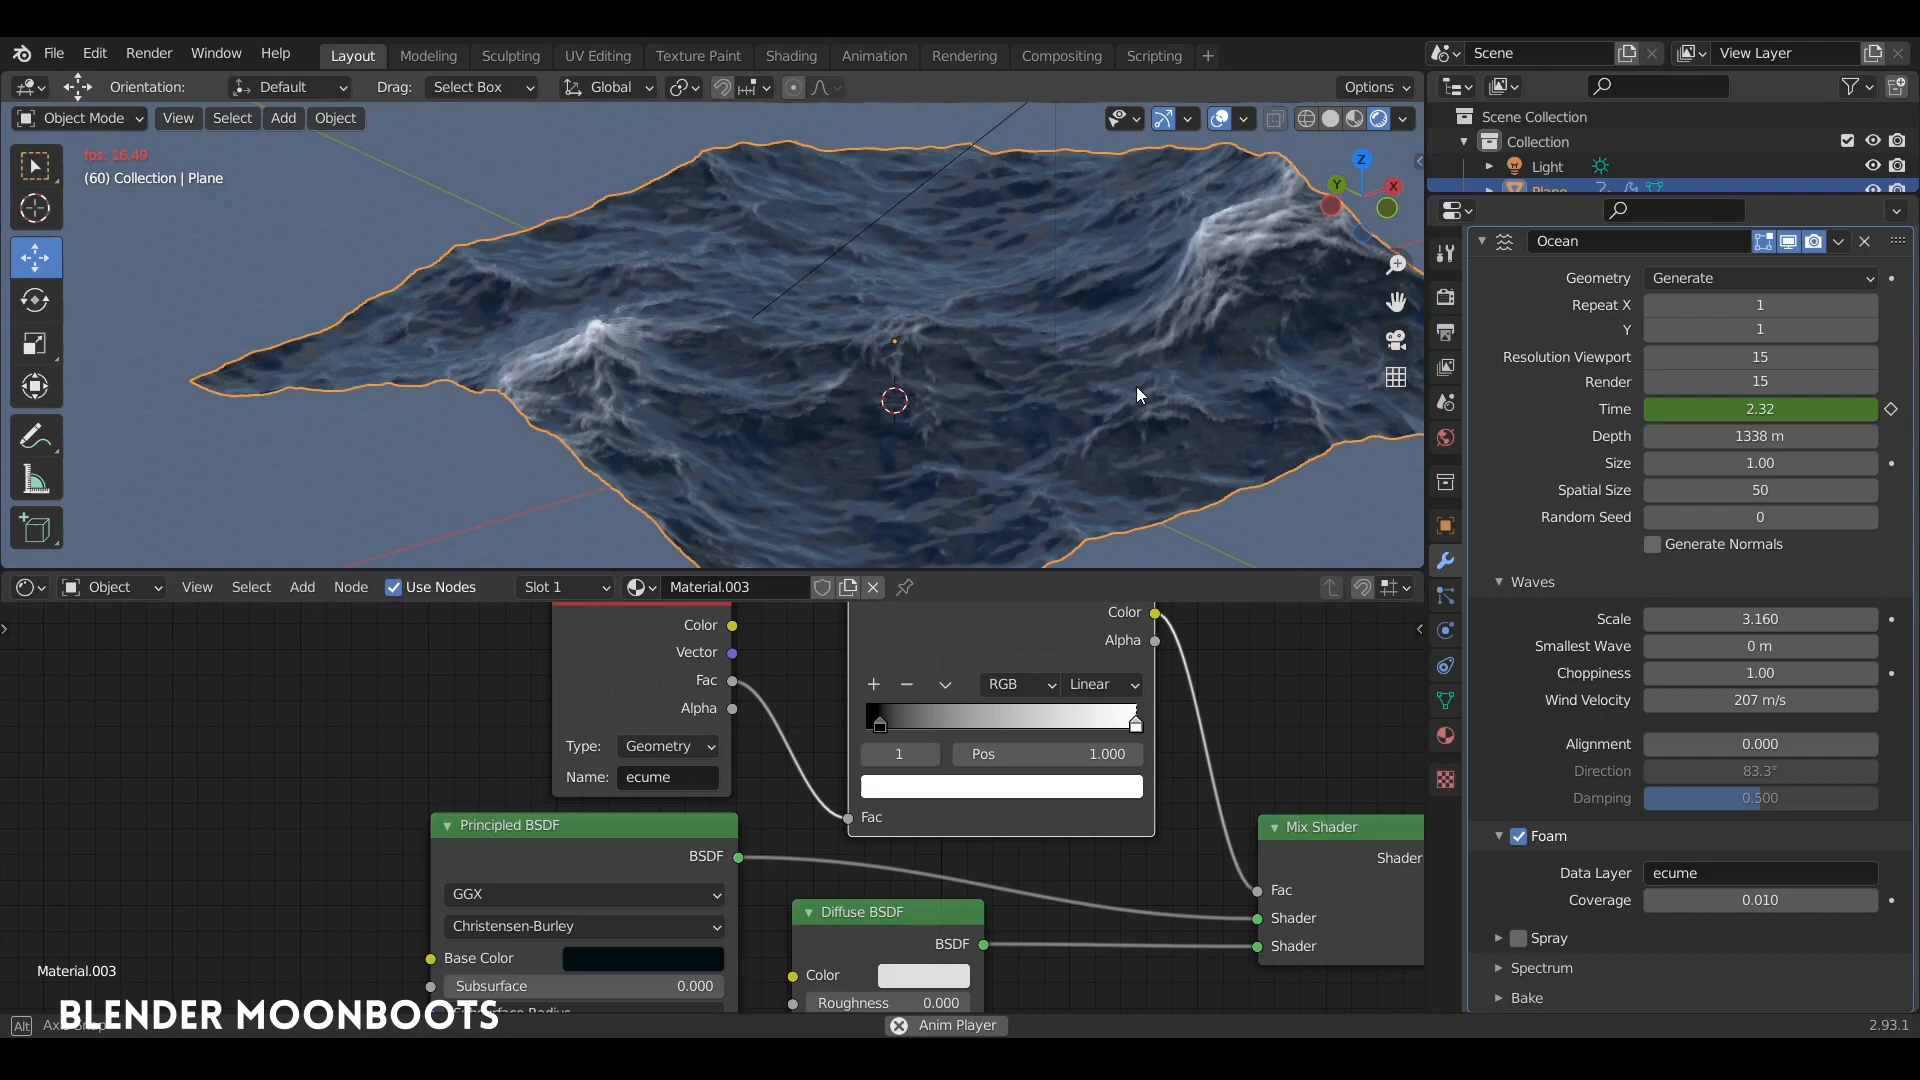 File Edit Render Window Help Layout Modeling Sculpting UV Editing Texture Paint Shading Animation Rendering Compositing Scripting + Scene View Layer
Orientation: Default Drag: Select Box Global Options
Object Mode View Select Add Object
Scene Collection
Collection
Light
Plane
fps: 16.49
(60) Collection | Plane
Z
Y
X
Ocean
Geometry Generate
Repeat X 1
Y 1
Resolution Viewport 15
Render 15
Time 2.32
Depth 1338 m
Size 1.00
Spatial Size 50
Random Seed 0
Generate Normals
Waves
Scale 3.160
Smallest Wave 0 m
Choppiness 1.00
Wind Velocity 207 m/s
Alignment 0.000
Direction 83.3°
Damping 0.500
Foam
Data Layer ecume
Coverage 0.010
Spray
Spectrum
Bake
Object View Select Add Node Use Nodes Slot 1 Material.003
Color
Vector
Fac
Alpha
Type: Geometry
Name: ecume
Color
Alpha
RGB Linear
1 Pos 1.000
Fac
Principled BSDF
BSDF
GGX
Christensen-Burley
Base Color
Subsurface 0.000
Diffuse BSDF
BSDF
Color
Roughness 0.000
Mix Shader
Shader
Fac
Shader
Shader
Material.003
BLENDER MOONBOOTS
Alt
Anim Player
2.93.1